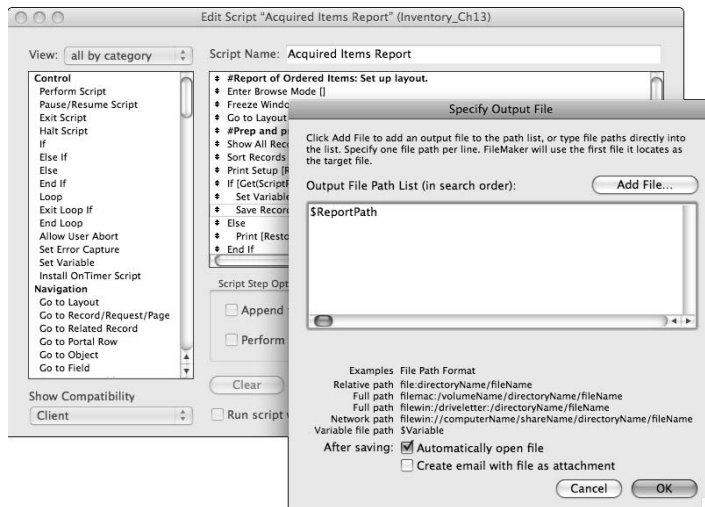 Edit Script “Acquired Items Report” (Inventory_Ch13)
View: all by category
Script Name: Acquired Items Report
Control
Perform Script
Pause/Resume Script
Exit Script
Halt Script
If
Else If
Else
End If
Loop
Exit Loop If
End Loop
Allow User Abort
Set Error Capture
Set Variable
Install OnTimer Script
Navigation
Go to Layout
Go to Record/Request/Page
Go to Related Record
Go to Portal Row
Go to Object
Go to Field
Show Compatibility
Client
#Report of Ordered Items: Set up layout.
Enter Browse Mode []
Freeze Windo
Go to Layout
#Prep and p
Show All Reco
Sort Records
Print Setup [R
If [Get(ScriptP
Set Variabl
Save Recor
Else
Print [Resto
End If
Script Step Opt
Append
Perform
Clear
Run script
Specify Output File
Click Add File to add an output file to the path list, or type file paths directly into
the list. Specify one file path per line. FileMaker will use the first file it locates as
the target file.
Output File Path List (in search order):
Add File...
$ReportPath
Examples File Path Format
Relative path file:directoryName/fileName
Full path filemac:/volumeName/directoryName/fileName
Full path filewin:/driveletter:/directoryName/fileName
Network path filewin://computerName/shareName/directoryName/fileName
Variable file path $Variable
After saving: Automatically open file
Create email with file as attachment
Cancel
OK